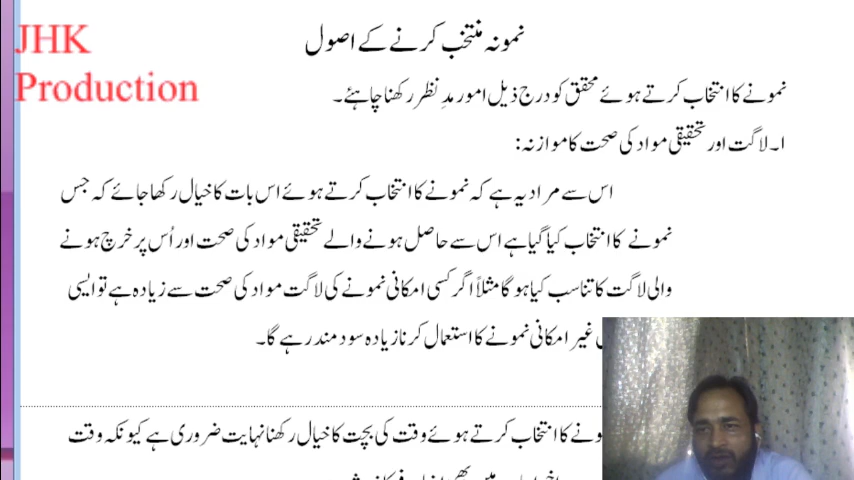 JHK
Production
نمونہ منتخب کرنے کے اصول
نمونے کا انتخاب کرتے ہوئے محقق کو درج ذیل امور مدِ نظر رکھنا چاہئے۔
۱۔ لاگت اور تحقیقی مواد کی صحت کا موازنہ:
اس سے مراد یہ ہے کہ نمونے کا انتخاب کرتے ہوئے اس بات کا خیال رکھا جائے کہ جس
نمونے کا انتخاب کیا گیا ہے اس سے حاصل ہونے والے تحقیقی مواد کی صحت اور اُس پر خرچ ہونے
والی لاگت کا تناسب کیا ہوگا مثلاً اگر کسی امکانی نمونے کی لاگت مواد کی صحت سے زیادہ ہے تو ایسی
غیر امکانی نمونے کا استعمال کرنا زیادہ سود مند رہے گا۔
کا انتخاب کرتے ہوئے وقت کی بچت کا خیال رکھنا نہایت ضروری ہے کیونکہ وقت